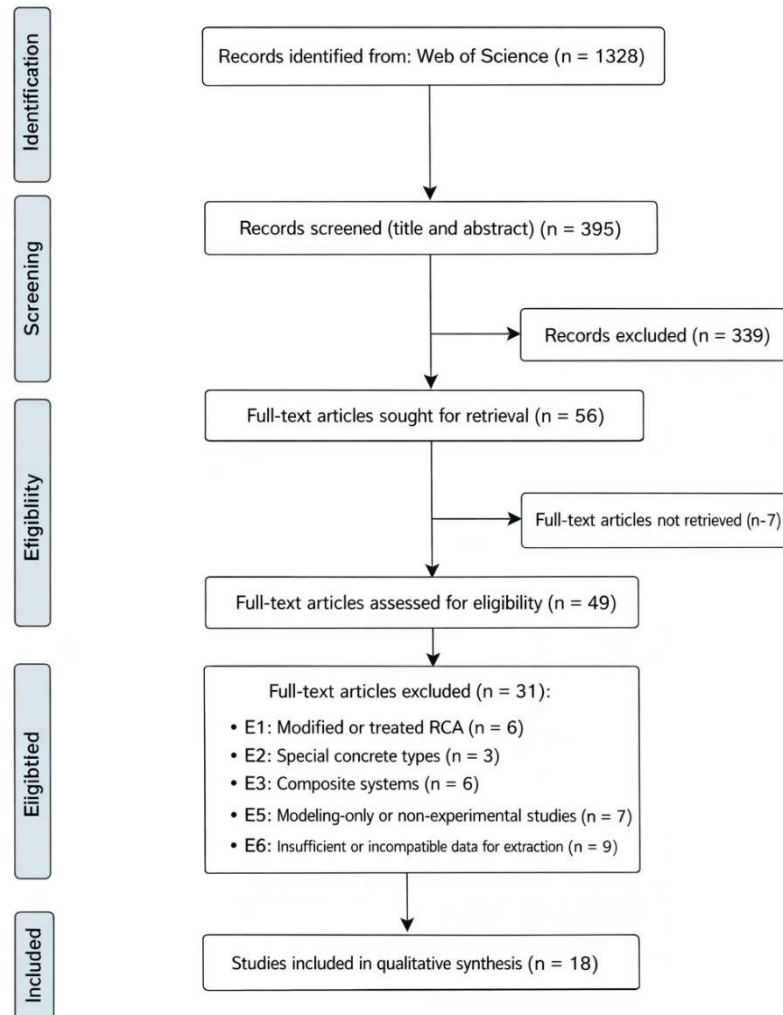 Identification
Records identified from: Web of Science (n = 1328)
Screening
Records screened (title and abstract) (n = 395)
Records excluded (n = 339)
Efigibliity
Full-text articles sought for retrieval (n = 56)
Full-text articles not retrieved (n-7)
Full-text articles assessed for eligibility (n = 49)
Eiigibtied
Full-text articles excluded (n = 31):
• E1: Modified or treated RCA (n = 6)
• E2: Special concrete types (n = 3)
• E3: Composite systems (n = 6)
• E5: Modeling-only or non-experimental studies (n = 7)
• E6: Insufficient or incompatible data for extraction (n = 9)
Included
Studies included in qualitative synthesis (n = 18)